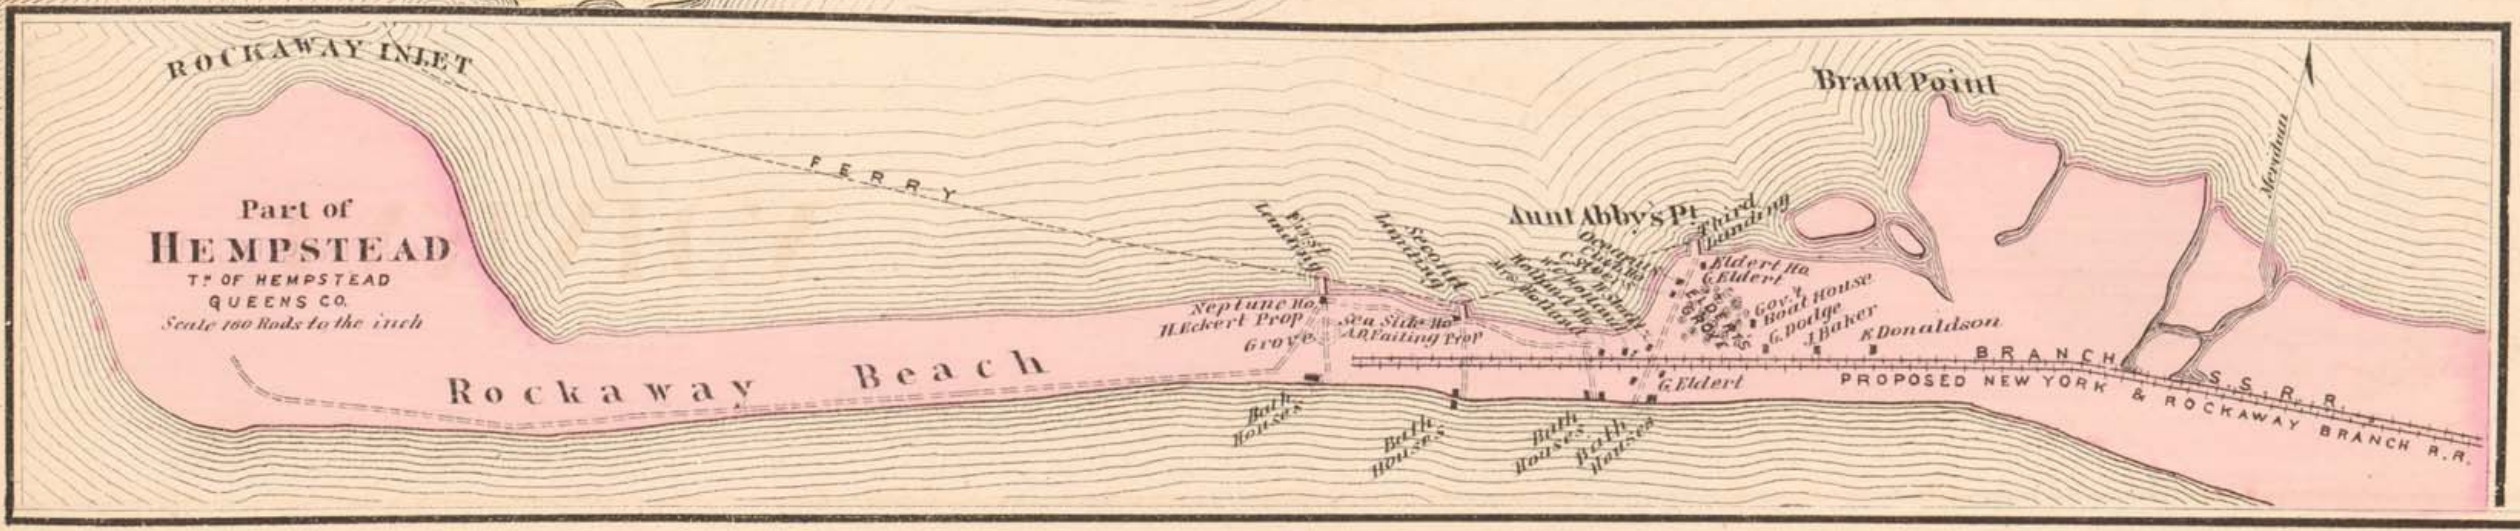 ROCKAWAY INLET
Part of
HEMPSTEAD
Tn OF HEMPSTEAD
QUEENS CO.
Scale 160 Rods to the inch
FERRY
Rockaway Beach
First
Landing
Neptune Ho.
H. Eckert Prop
Grove
Second
Landing
Sea Side Ho.
A.D. Failing Prop
Bath
Houses
Bath
Houses
Bath
Houses
Bath
Houses
Aunt Abby's Pt.
Third
Landing
Holland
Eldert Ho.
G. Eldert
ELDERTS
GROVE
Gov.t
Boat House
G. Dodge
J. Baker
K Donaldson
G. Eldert
Brant Point
Meridian
BRANCH S. S. R. R.
PROPOSED NEW YORK & ROCKAWAY BRANCH R.R.